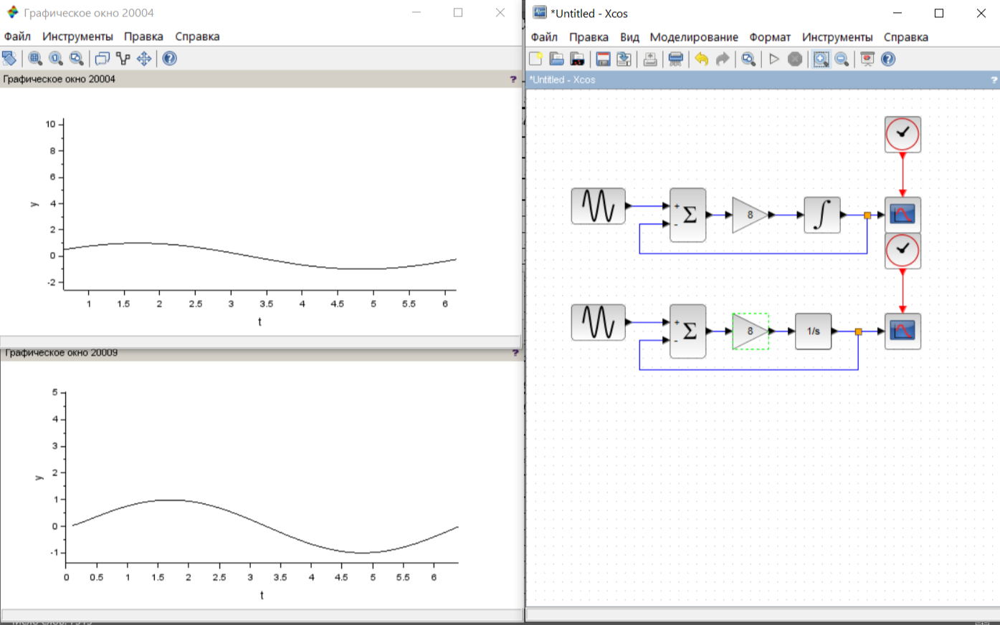 Графическое окно 20004
Файл Инструменты Правка Справка
Графическое окно 20004 ?
10
8
6
4
2
0
-2
y
1 1.5 2 2.5 3 3.5 4 4.5 5 5.5 6
t
Графическое окно 20009 ?
5
4
3
2
1
0
-1
y
0 0.5 1 1.5 2 2.5 3 3.5 4 4.5 5 5.5 6
t
*Untitled - Xcos
Файл Правка Вид Моделирование Формат Инструменты Справка
*Untitled - Xcos ?
+
-
Σ
8
∫
+
-
Σ
8
1/s